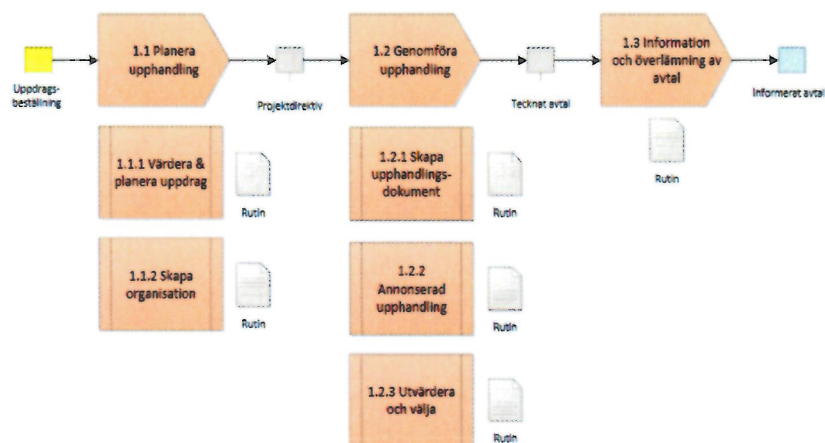 Uppdrags-
beställning
1.1 Planera
upphandling
Projektdirektiv
1.2 Genomföra
upphandling
Tecknat avtal
1.3 Information
och överlämning av
avtal
Informerat avtal
Rutin
1.1.1 Värdera &
planera uppdrag
Rutin
1.2.1 Skapa
upphandlings-
dokument
Rutin
1.1.2 Skapa
organisation
Rutin
1.2.2
Annonserad
upphandling
Rutin
1.2.3 Utvärdera
och välja
Rutin